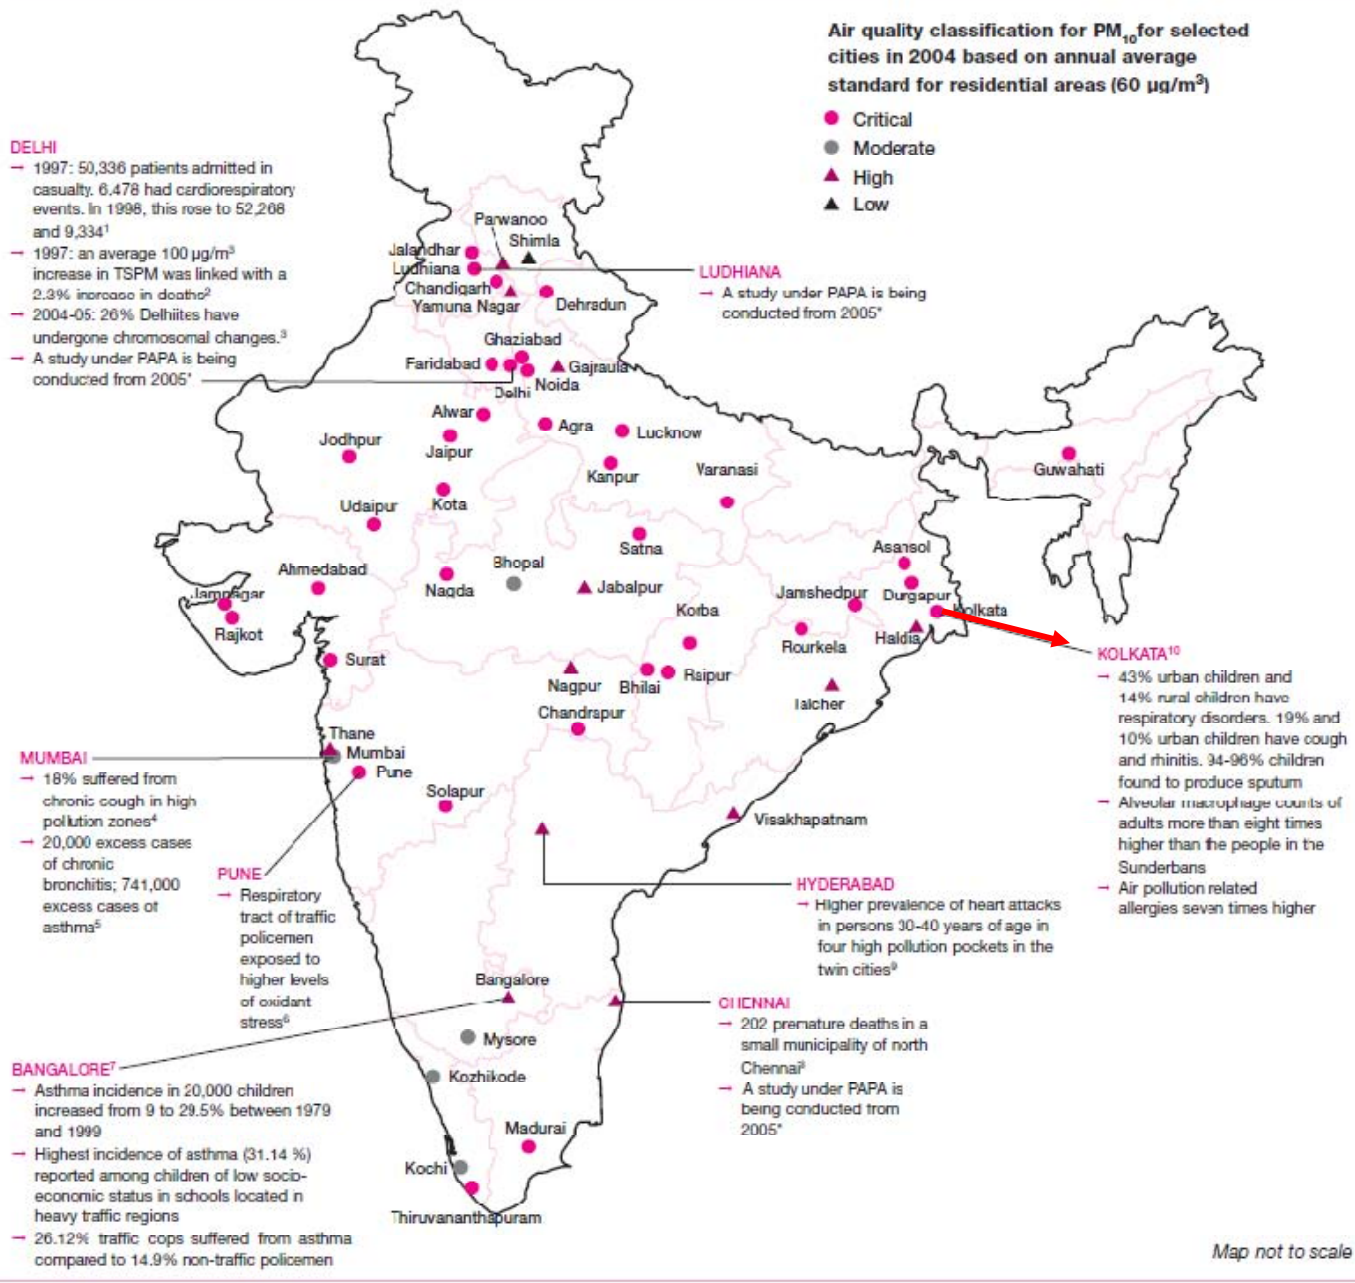 Air quality classification for PM10 for selected
cities in 2004 based on annual average
standard for residential areas (60 µg/m³)
Critical
Moderate
High
Low
DELHI
→ 1997: 50,336 patients admitted in
casualty. 6,478 had cardiorespiratory
events. In 1998, this rose to 52,268
and 9,334¹
→ 1997: an average 100 µg/m³
increase in TSPM was linked with a
2.3% increase in deaths²
→ 2004-05: 26% Delhiites have
undergone chromosomal changes.³
→ A study under PAPA is being
conducted from 2005*
Parwanoo
Shimla
Jalandhar
Ludhiana
Chandigarh
Yamuna Nagar
Dehradun
LUDHIANA
→ A study under PAPA is being
conducted from 2005*
Ghaziabad
Faridabad
Gajraula
Noida
Delhi
Alwar
Agra
Lucknow
Jodhpur
Jaipur
Kanpur
Varanasi
Guwahati
Udaipur
Kota
Satna
Asansol
Ahmedabad
Bhopal
Nagda
Jabalpur
Jamshedpur
Durgapur
Jamnagar
Korba
Kolkata
Rajkot
Rourkela
Haldia
Surat
Nagpur
Bhilai
Raipur
Talcher
Chandrapur
KOLKATA¹⁰
→ 43% urban children and
14% rural children have
respiratory disorders. 19% and
10% urban children have cough
and rhinitis. 94-96% children
found to produce sputum
→ Alveolar macrophage counts of
adults more than eight times
higher than the people in the
Sunderbans
→ Air pollution related
allergies seven times higher
Thane
Mumbai
Pune
Solapur
Visakhapatnam
MUMBAI
→ 18% suffered from
chronic cough in high
pollution zones⁴
→ 20,000 excess cases
of chronic
bronchitis; 741,000
excess cases of
asthma⁵
PUNE
→ Respiratory
tract of traffic
policemen
exposed to
higher levels
of oxidant
stress⁶
HYDERABAD
→ Higher prevalence of heart attacks
in persons 30-40 years of age in
four high pollution pockets in the
twin cities⁹
Bangalore
CHENNAI
→ 202 premature deaths in a
small municipality of north
Chennai⁸
→ A study under PAPA is
being conducted from
2005*
Mysore
Kozhikode
BANGALORE⁷
→ Asthma incidence in 20,000 children
increased from 9 to 29.5% between 1979
and 1999
→ Highest incidence of asthma (31.14 %)
reported among children of low socio-
economic status in schools located in
heavy traffic regions
→ 26.12% traffic cops suffered from asthma
compared to 14.9% non-traffic policemen
Madurai
Kochi
Thiruvananthapuram
Map not to scale